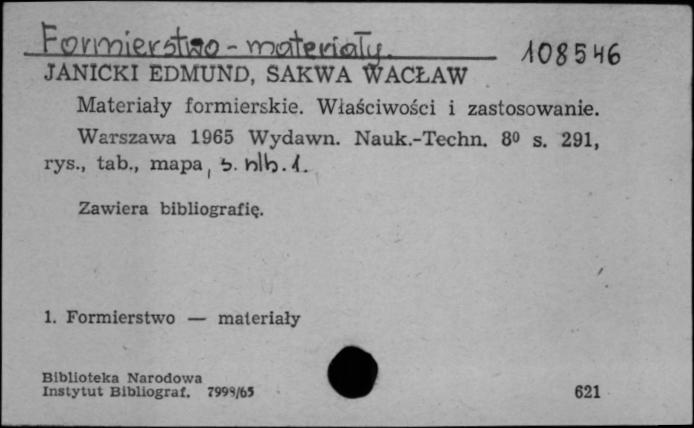 Formierstwo - materiały. 108546
JANICKI EDMUND, SAKWA WACŁAW
Materiały formierskie. Właściwości i zastosowanie.
Warszawa 1965 Wydawn. Nauk.-Techn. 8⁰ s. 291,
rys., tab., mapa, s. nlb. 1.
Zawiera bibliografię.
1. Formierstwo — materiały
Biblioteka Narodowa
Instytut Bibliograf. 7999/65 621